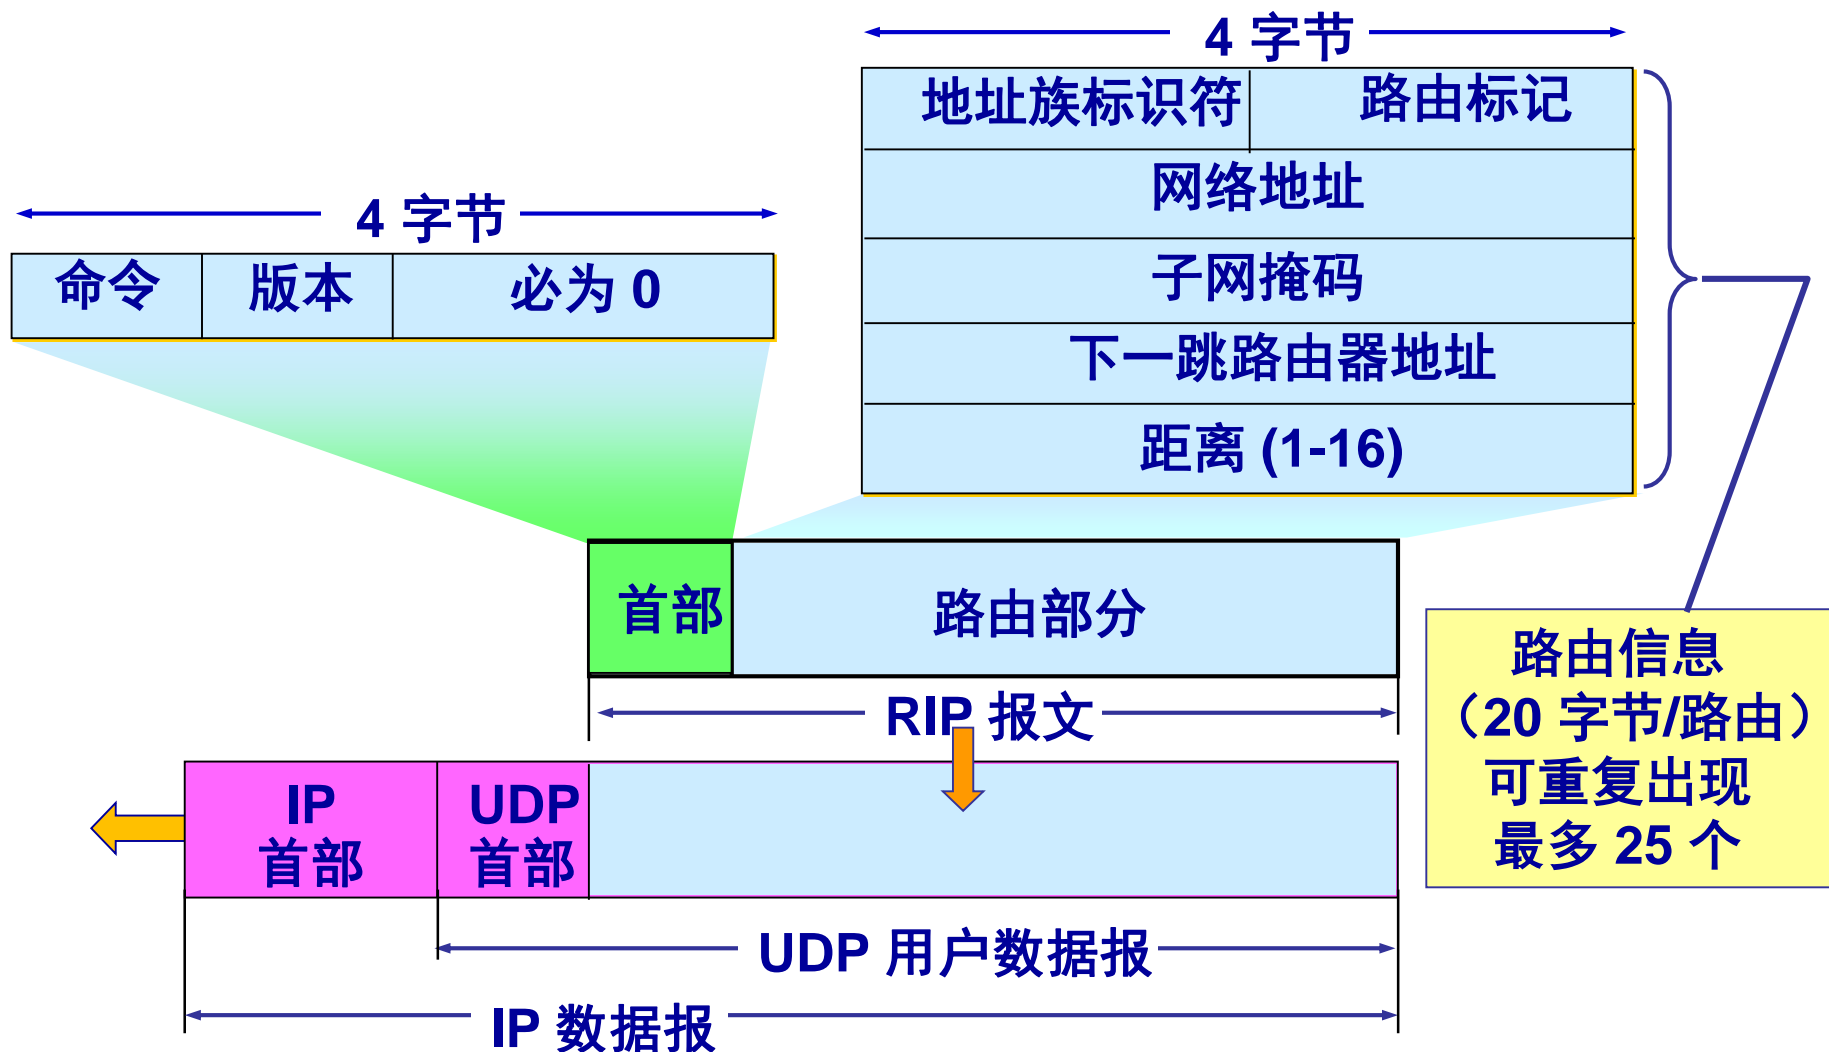 4 字节
地址族标识符
路由标记
网络地址
子网掩码
下一跳路由器地址
距离 (1-16)
4 字节
命令
版本
必为 0
首部
路由部分
RIP 报文
路由信息
（20 字节/路由）
可重复出现
最多 25 个
IP
首部
UDP
首部
UDP 用户数据报
IP 数据报